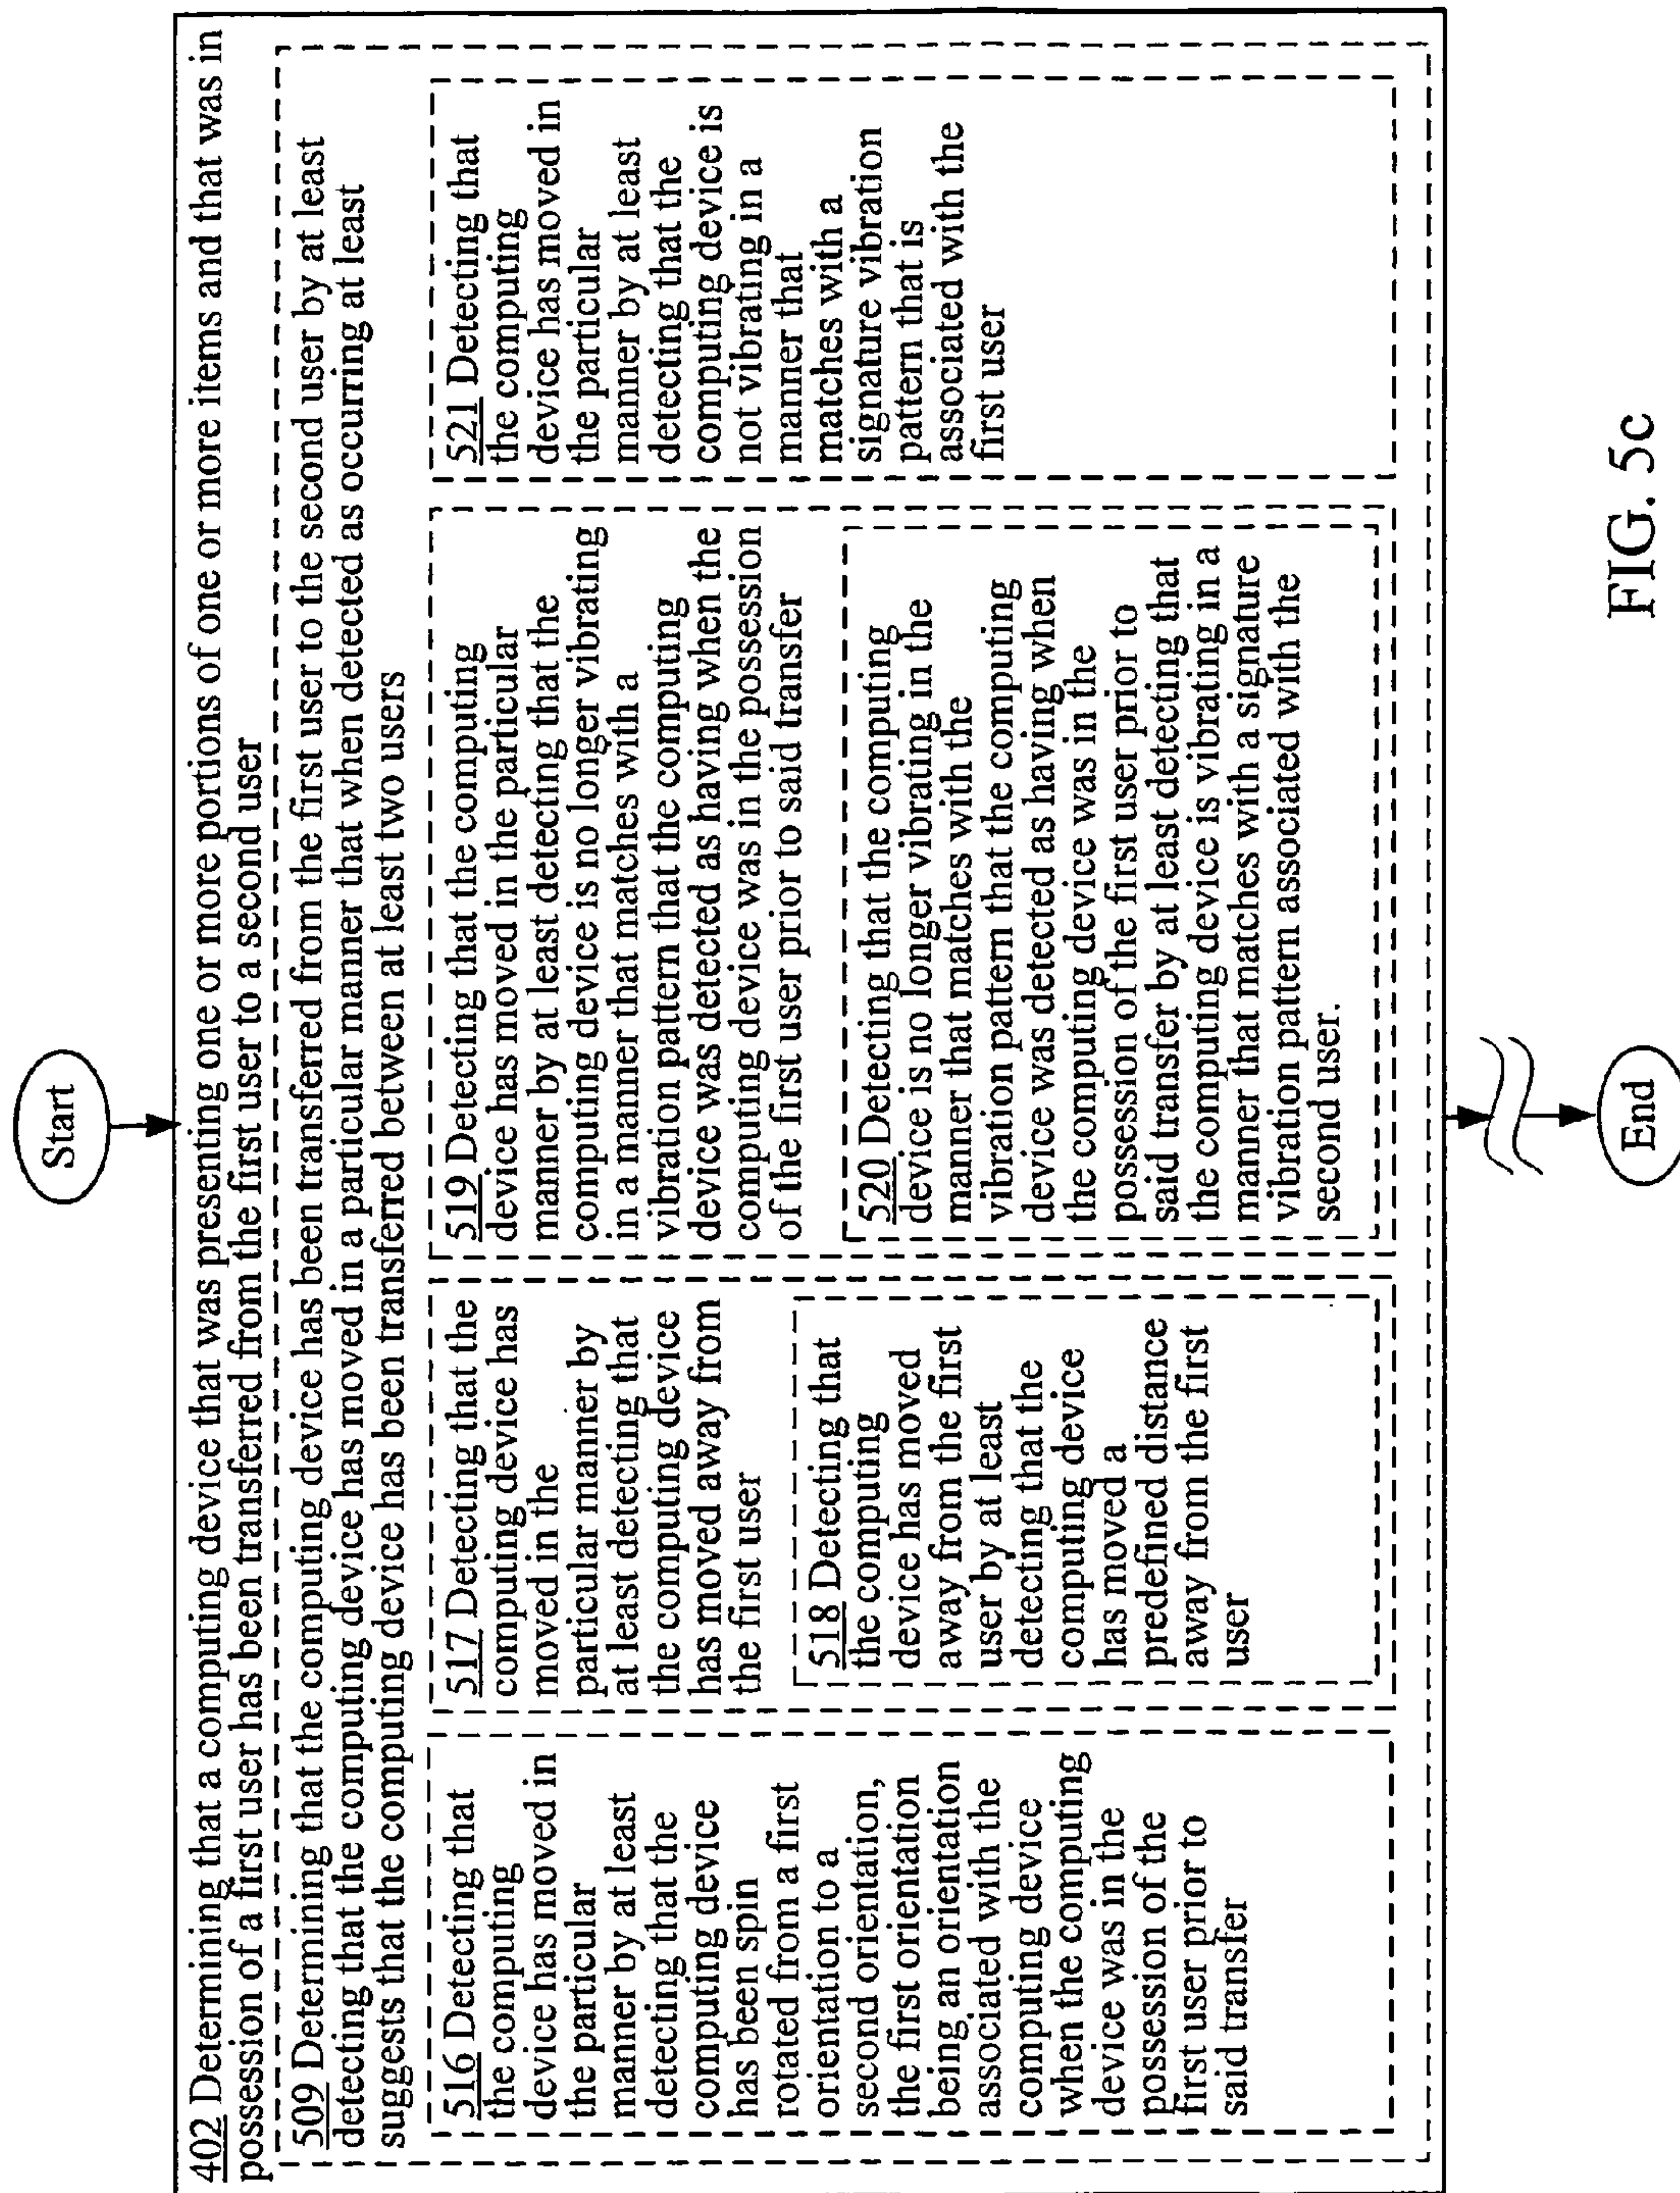 Start
402 Determining that a computing device that was presenting one or more portions of one or more items and that was in
possession of a first user has been transferred from the first user to a second user
509 Determining that the computing device has been transferred from the first user to the second user by at least
detecting that the computing device has moved in a particular manner that when detected as occurring at least
suggests that the computing device has been transferred between at least two users
516 Detecting that
the computing
device has moved in
the particular
manner by at least
detecting that the
computing device
has been spin
rotated from a first
orientation to a
second orientation,
the first orientation
being an orientation
associated with the
computing device
when the computing
device was in the
possession of the
first user prior to
said transfer
517 Detecting that the
computing device has
moved in the
particular manner by
at least detecting that
the computing device
has moved away from
the first user
518 Detecting that
the computing
device has moved
away from the first
user by at least
detecting that the
computing device
has moved a
predefined distance
away from the first
user
519 Detecting that the computing
device has moved in the particular
manner by at least detecting that the
computing device is no longer vibrating
in a manner that matches with a
vibration pattern that the computing
device was detected as having when the
computing device was in the possession
of the first user prior to said transfer
520 Detecting that the computing
device is no longer vibrating in the
manner that matches with the
vibration pattern that the computing
device was detected as having when
the computing device was in the
possession of the first user prior to
said transfer by at least detecting that
the computing device is vibrating in a
manner that matches with a signature
vibration pattern associated with the
second user.
521 Detecting that
the computing
device has moved in
the particular
manner by at least
detecting that the
computing device is
not vibrating in a
manner that
matches with a
signature vibration
pattern that is
associated with the
first user
End
FIG. 5c